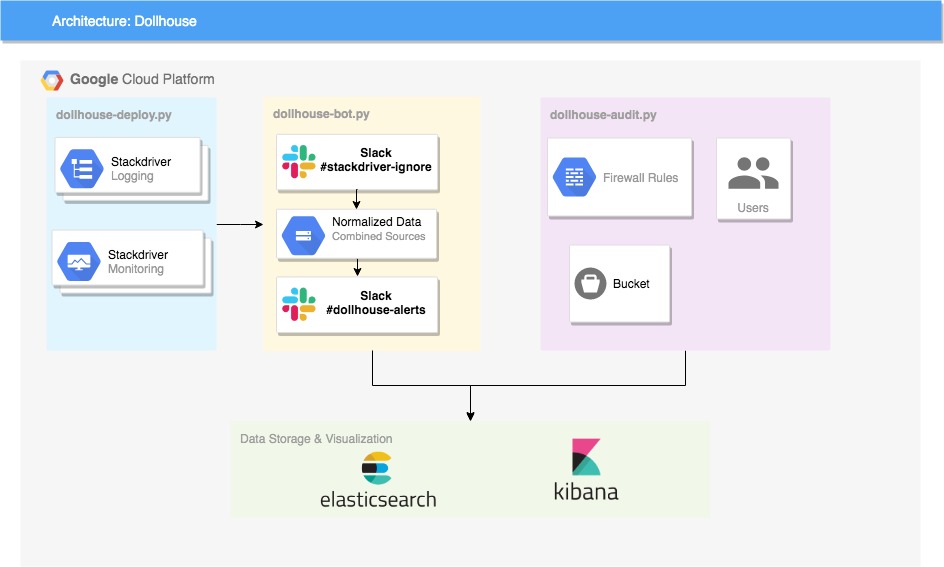 Architecture: Dollhouse
Google Cloud Platform
dollhouse-deploy.py
Stackdriver
Logging
Stackdriver
Monitoring
dollhouse-bot.py
Slack
#stackdriver-ignore
Normalized Data
Combined Sources
Slack
#dollhouse-alerts
dollhouse-audit.py
Firewall Rules
Users
Bucket
Data Storage & Visualization
elasticsearch
kibana